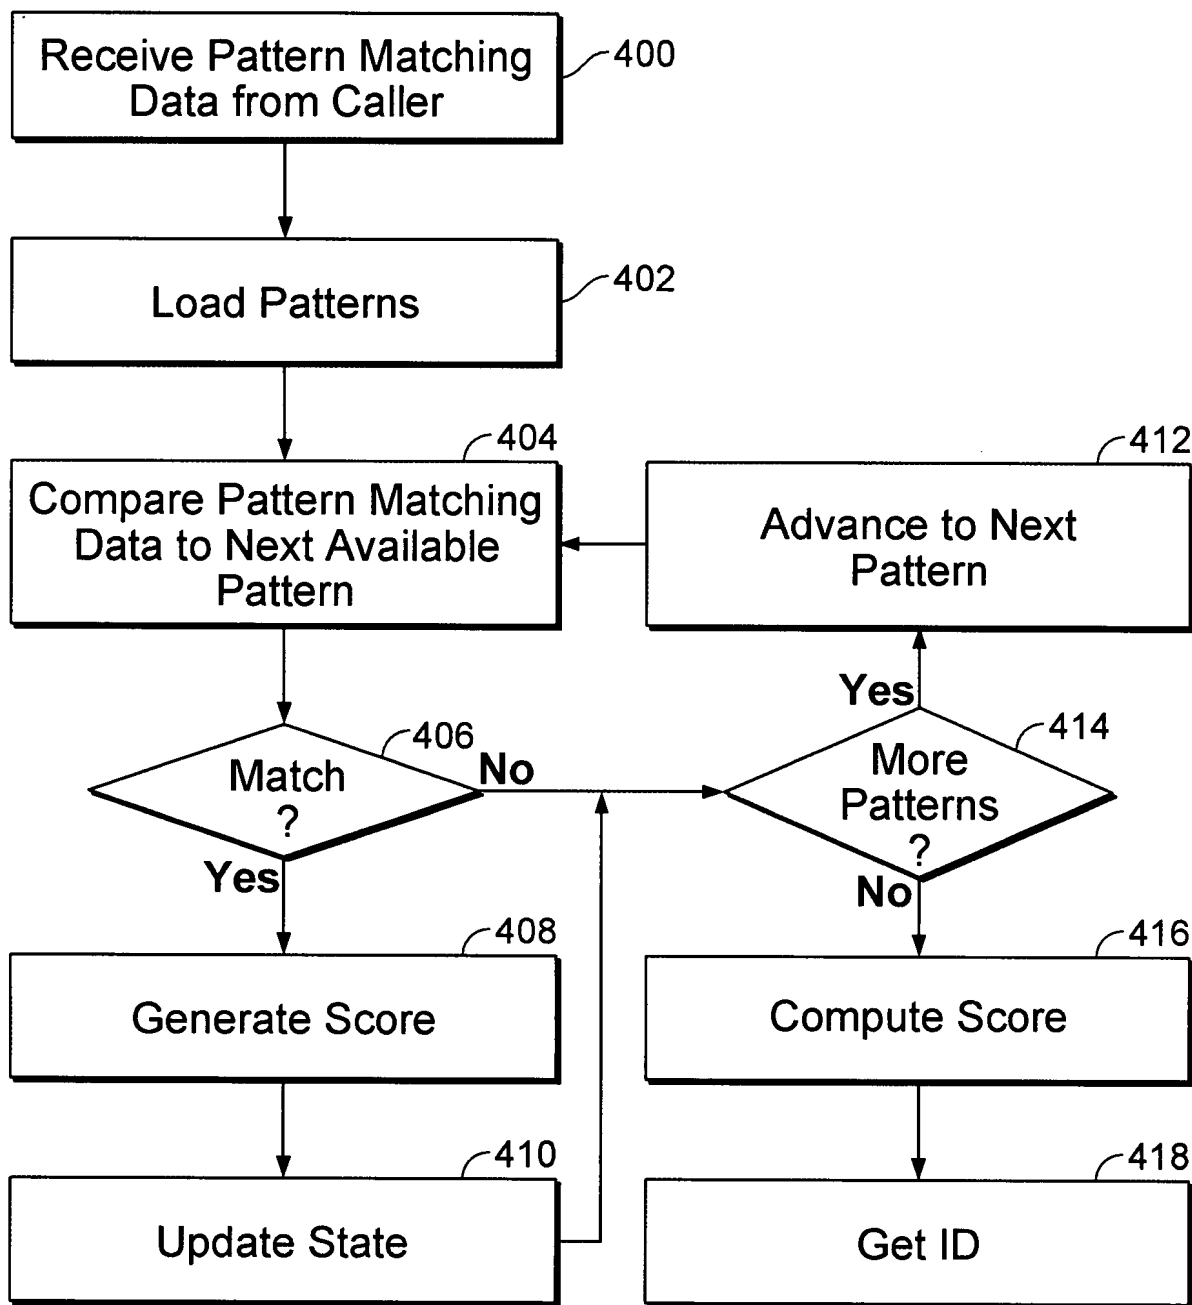 Receive Pattern Matching
Data from Caller
400
Load Patterns
402
404
Compare Pattern Matching
Data to Next Available
Pattern
412
Advance to Next
Pattern
406
Match
?
No
Yes
414
More
Patterns
?
Yes
No
408
Generate Score
416
Compute Score
410
Update State
418
Get ID